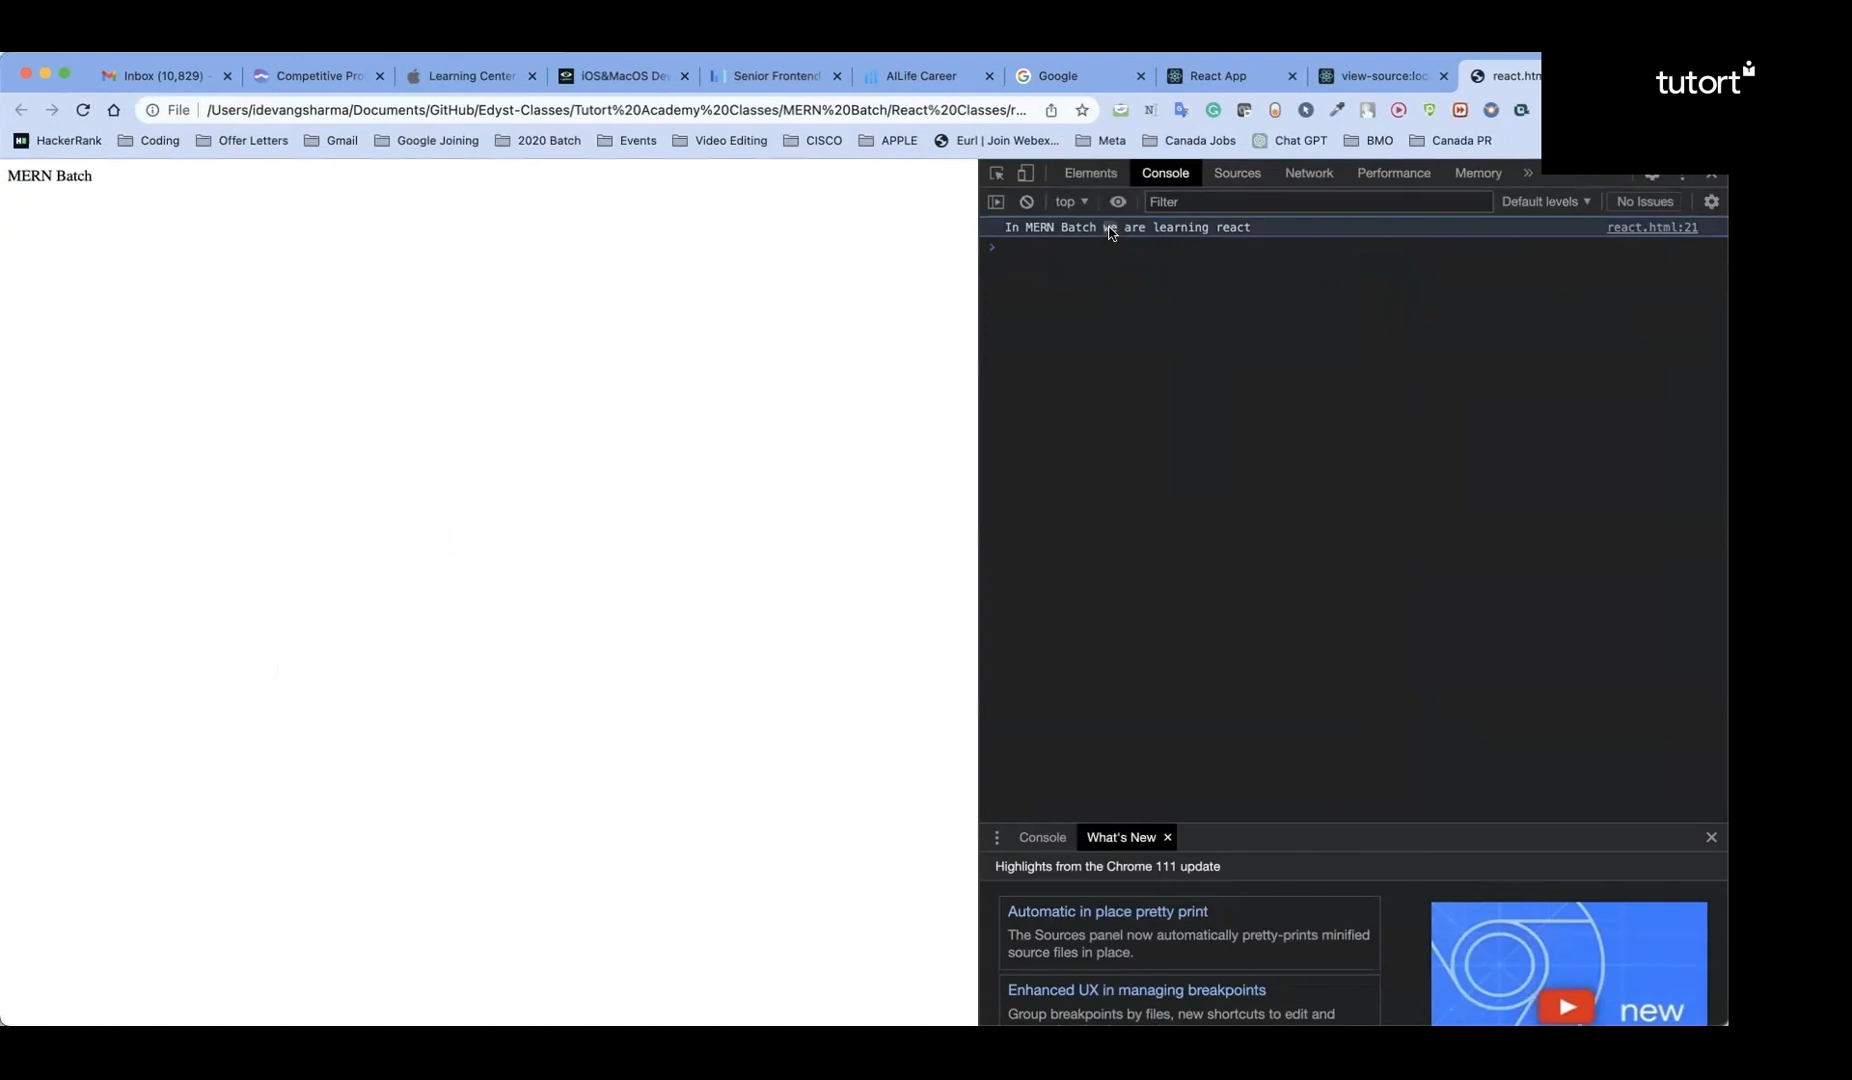 tutort
Inbox (10,829)
Competitive Pro
Learning Center
iOS&MacOS De
Senior Frontend
AILife Career
Google
React App
view-source:loc
react.htm
File
/Users/idevangsharma/Documents/GitHub/Edyst-Classes/Tutort%20Academy%20Classes/MERN%20Batch/React%20Classes/r...
HackerRank
Coding
Offer Letters
Gmail
Google Joining
2020 Batch
Events
Video Editing
CISCO
APPLE
Eurl | Join Webex...
Meta
Canada Jobs
Chat GPT
BMO
Canada PR
MERN Batch
Elements Console Sources Network Performance Memory »
top Filter Default levels No Issues
In MERN Batch we are learning react react.html:21
>
Console What's New
Highlights from the Chrome 111 update
Automatic in place pretty print
The Sources panel now automatically pretty-prints minified
source files in place.
Enhanced UX in managing breakpoints
Group breakpoints by files, new shortcuts to edit and
new